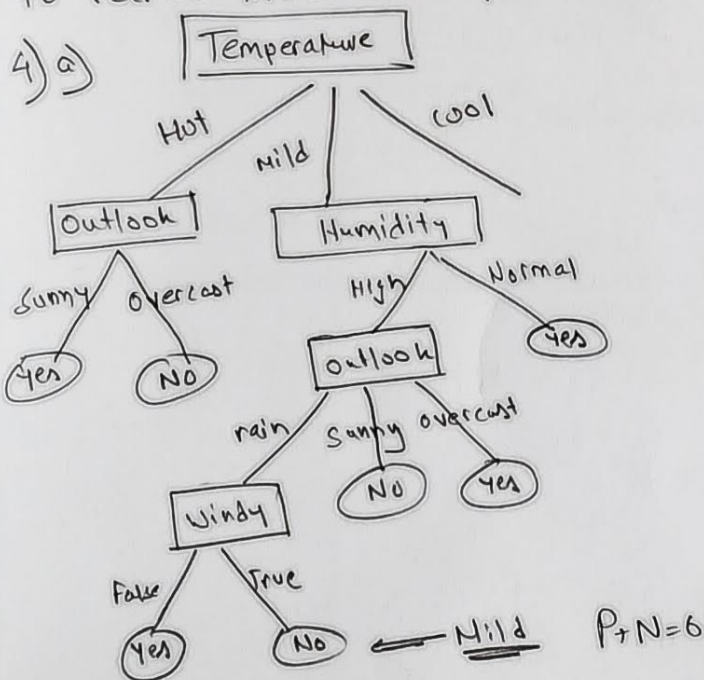 4) a)
Temperature
Hot
Mild
Cool
Outlook
Humidity
Sunny
Overcast
High
Normal
Yes
No
Outlook
Yes
rain
Sunny
overcast
Windy
No
Yes
False
True
Yes
No
← Mild P+N=6